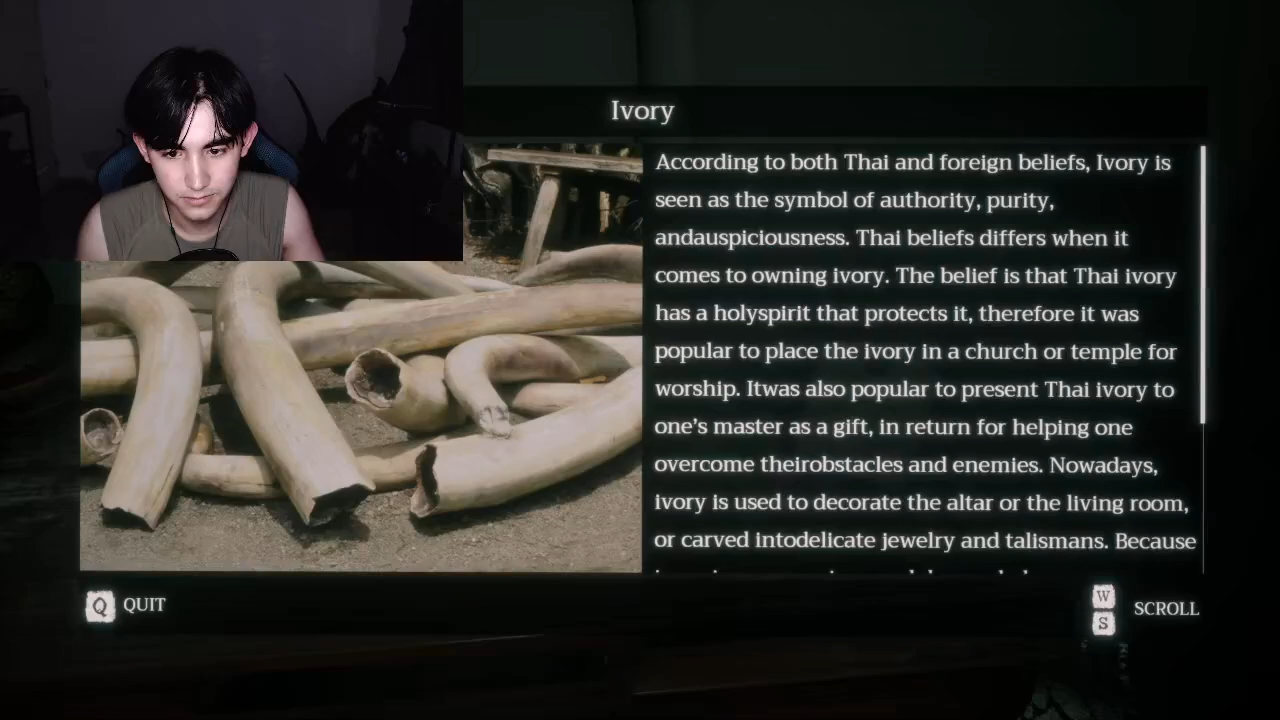 Ivory
According to both Thai and foreign beliefs, Ivory is
seen as the symbol of authority, purity,
andauspiciousness. Thai beliefs differs when it
comes to owning ivory. The belief is that Thai ivory
has a holyspirit that protects it, therefore it was
popular to place the ivory in a church or temple for
worship. Itwas also popular to present Thai ivory to
one's master as a gift, in return for helping one
overcome theirobstacles and enemies. Nowadays,
ivory is used to decorate the altar or the living room,
or carved intodelicate jewelry and talismans. Because
Q QUIT
W
S
SCROLL